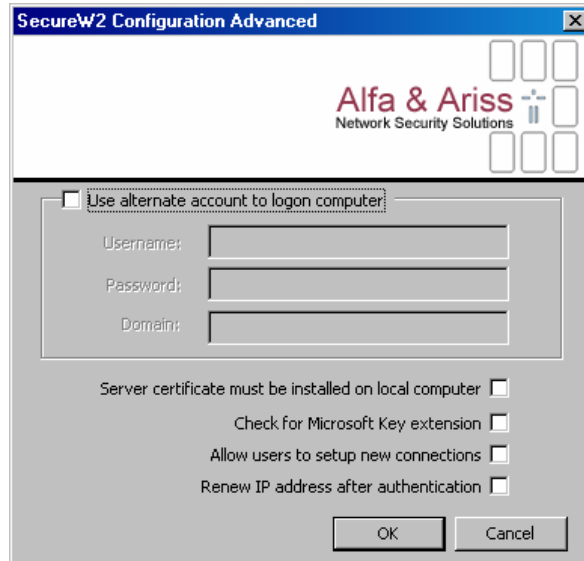 SecureW2 Configuration Advanced
Alfa & Ariss
Network Security Solutions
Use alternate account to logon computer
Username:
Password:
Domain:
Server certificate must be installed on local computer
Check for Microsoft Key extension
Allow users to setup new connections
Renew IP address after authentication
OK Cancel